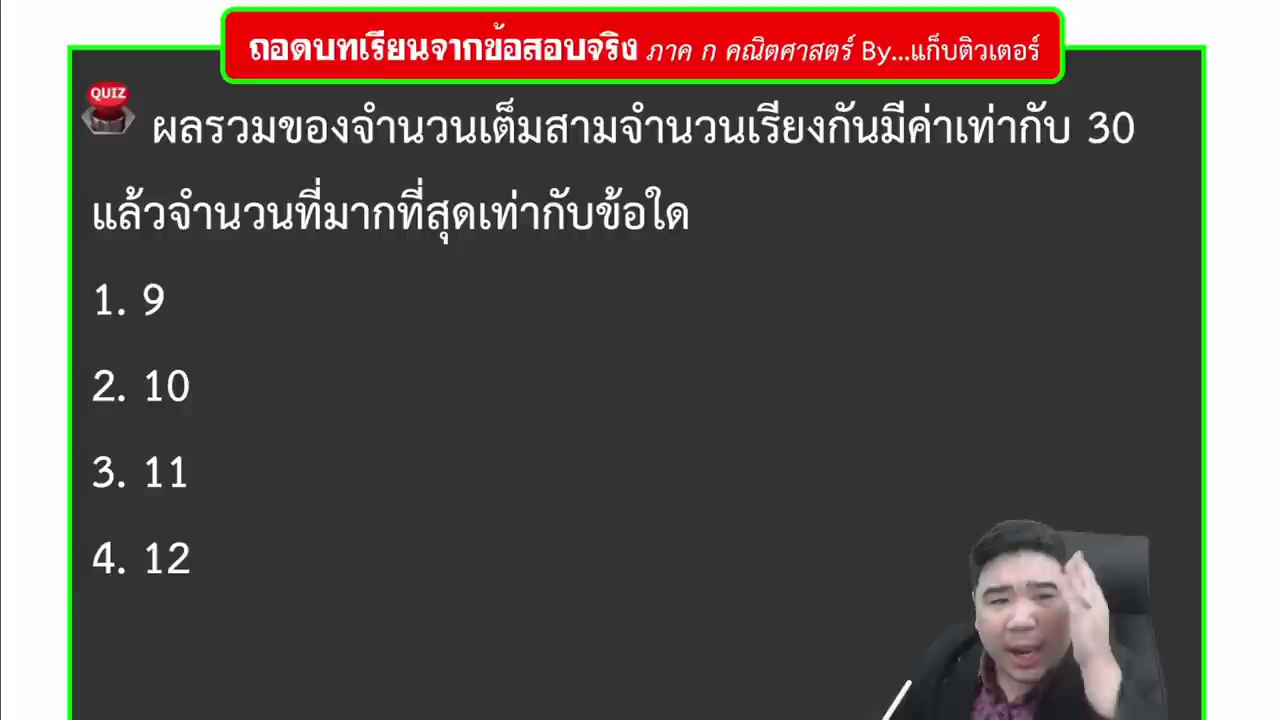 ถอดบทเรียนจากข้อสอบจริง ภาค ก คณิตศาสตร์ By...แก็บติวเตอร์
QUIZ
ผลรวมของจำนวนเต็มสามจำนวนเรียงกันมีค่าเท่ากับ 30
แล้วจำนวนที่มากที่สุดเท่ากับข้อใด
1. 9
2. 10
3. 11
4. 12